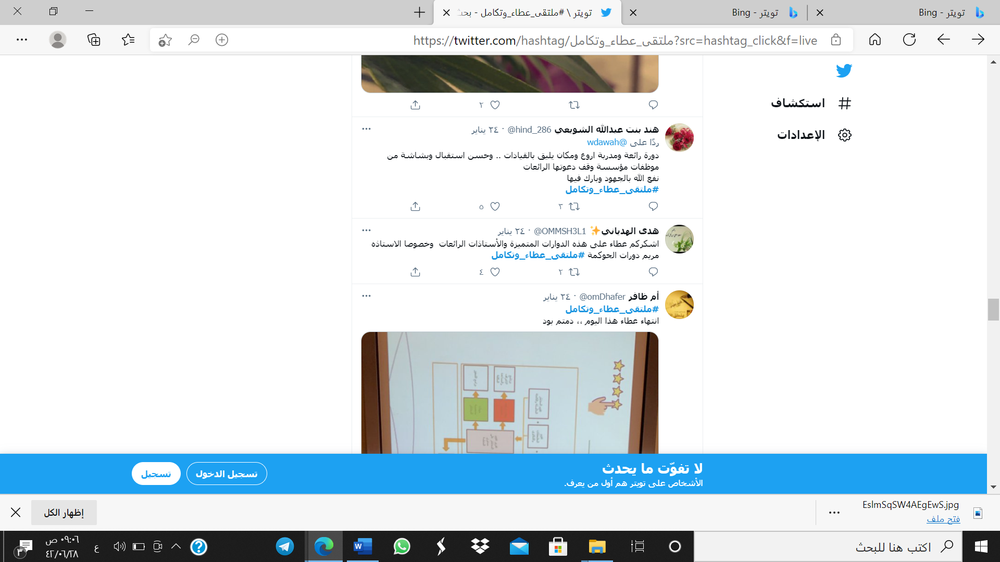 تويتر - Bing
تويتر - Bing
تويتر \ #ملتقى_عطاء_وتكامل - بحث
https://twitter.com/hashtag/ملتقى_عطاء_وتكامل?src=hashtag_click&f=live
استكشاف
الإعدادات
٢
هند بنت عبدالله الشويعي @hind_286 · ٢٤ يناير
ردًا على @wdawah
دورة رائعة ومدربة اروع ومكان يليق بالقيادات .. وحسن استقبال وبشاشة من
موظفات مؤسسة وقف دعوتها الرائعات
نفع الله بالجهود وبارك فيها
#ملتقى_عطاء_وتكامل
٣ ٥
هدى الهدياني✨ @OMMSH3L1 · ٢٤ يناير
اشكركم عطاء على هذه الدوارات المتميزة والأستاذات الرائعات وخصوصا الاستاذه
مريم دورات الحوكمة #ملتقى_عطاء_وتكامل
٢ ٤
أم ظافر @omDhafer · ٢٤ يناير
#ملتقى_عطاء_وتكامل
انتهاء عطاء هذا اليوم ،، دمتم بود
لا تفوّت ما يحدث
الأشخاص على تويتر هم أول من يعرف.
تسجيل الدخول
تسجيل
EslmSqSW4AEgEwS.jpg
فتح ملف
إظهار الكل
اكتب هنا للبحث
ع
٠٩:٠٦ ص
٤٢/٠٦/٢٨
٣